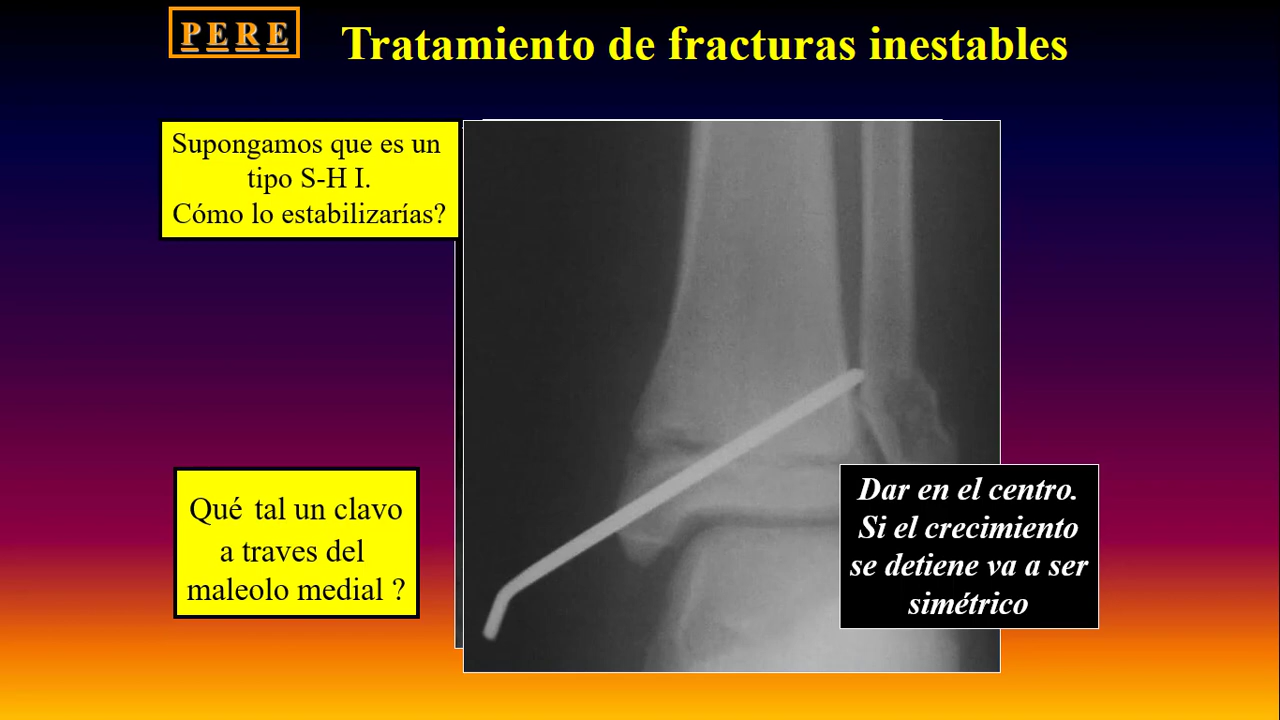 PERE
Tratamiento de fracturas inestables
Supongamos que es un
tipo S-H I.
Cómo lo estabilizarías?
Qué tal un clavo
a traves del
maleolo medial ?
Dar en el centro.
Si el crecimiento
se detiene va a ser
simétrico